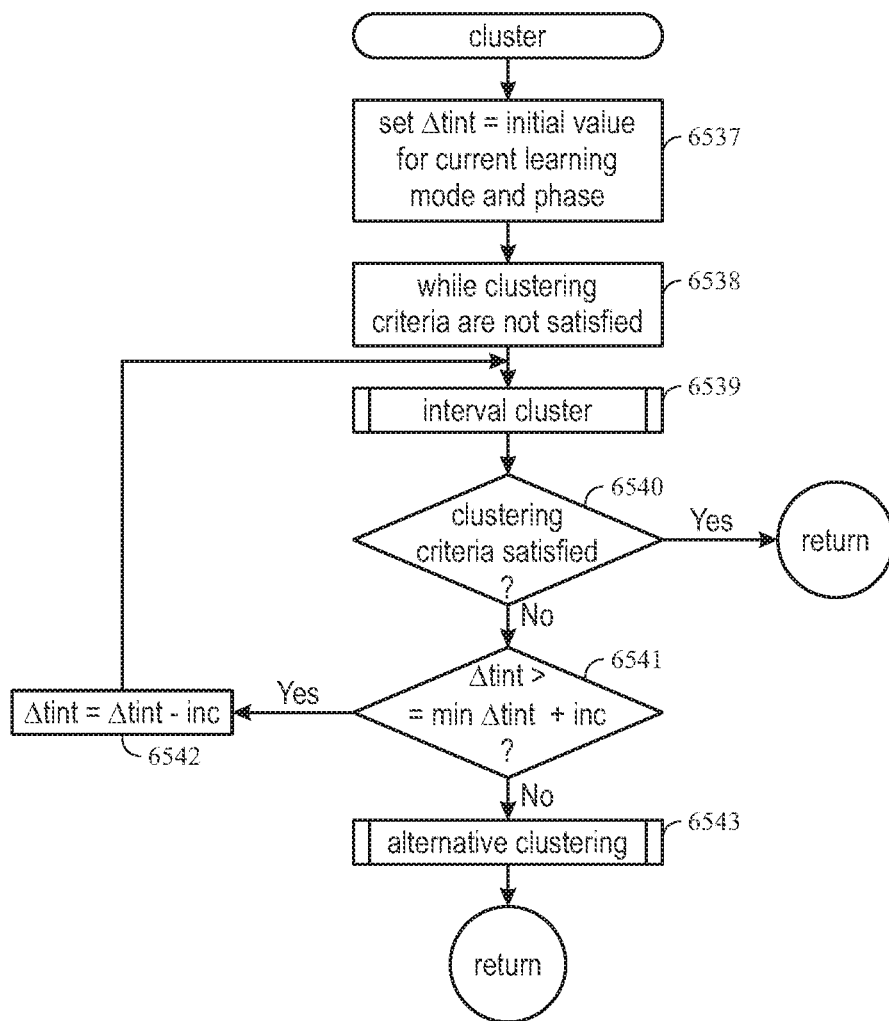 cluster
set Δtint = initial value
for current learning
mode and phase
6537
while clustering
criteria are not satisfied
6538
interval cluster
6539
clustering
criteria satisfied
?
6540
Yes
return
No
Δtint >
= min Δtint + inc
?
6541
Yes
Δtint = Δtint - inc
6542
No
alternative clustering
6543
return